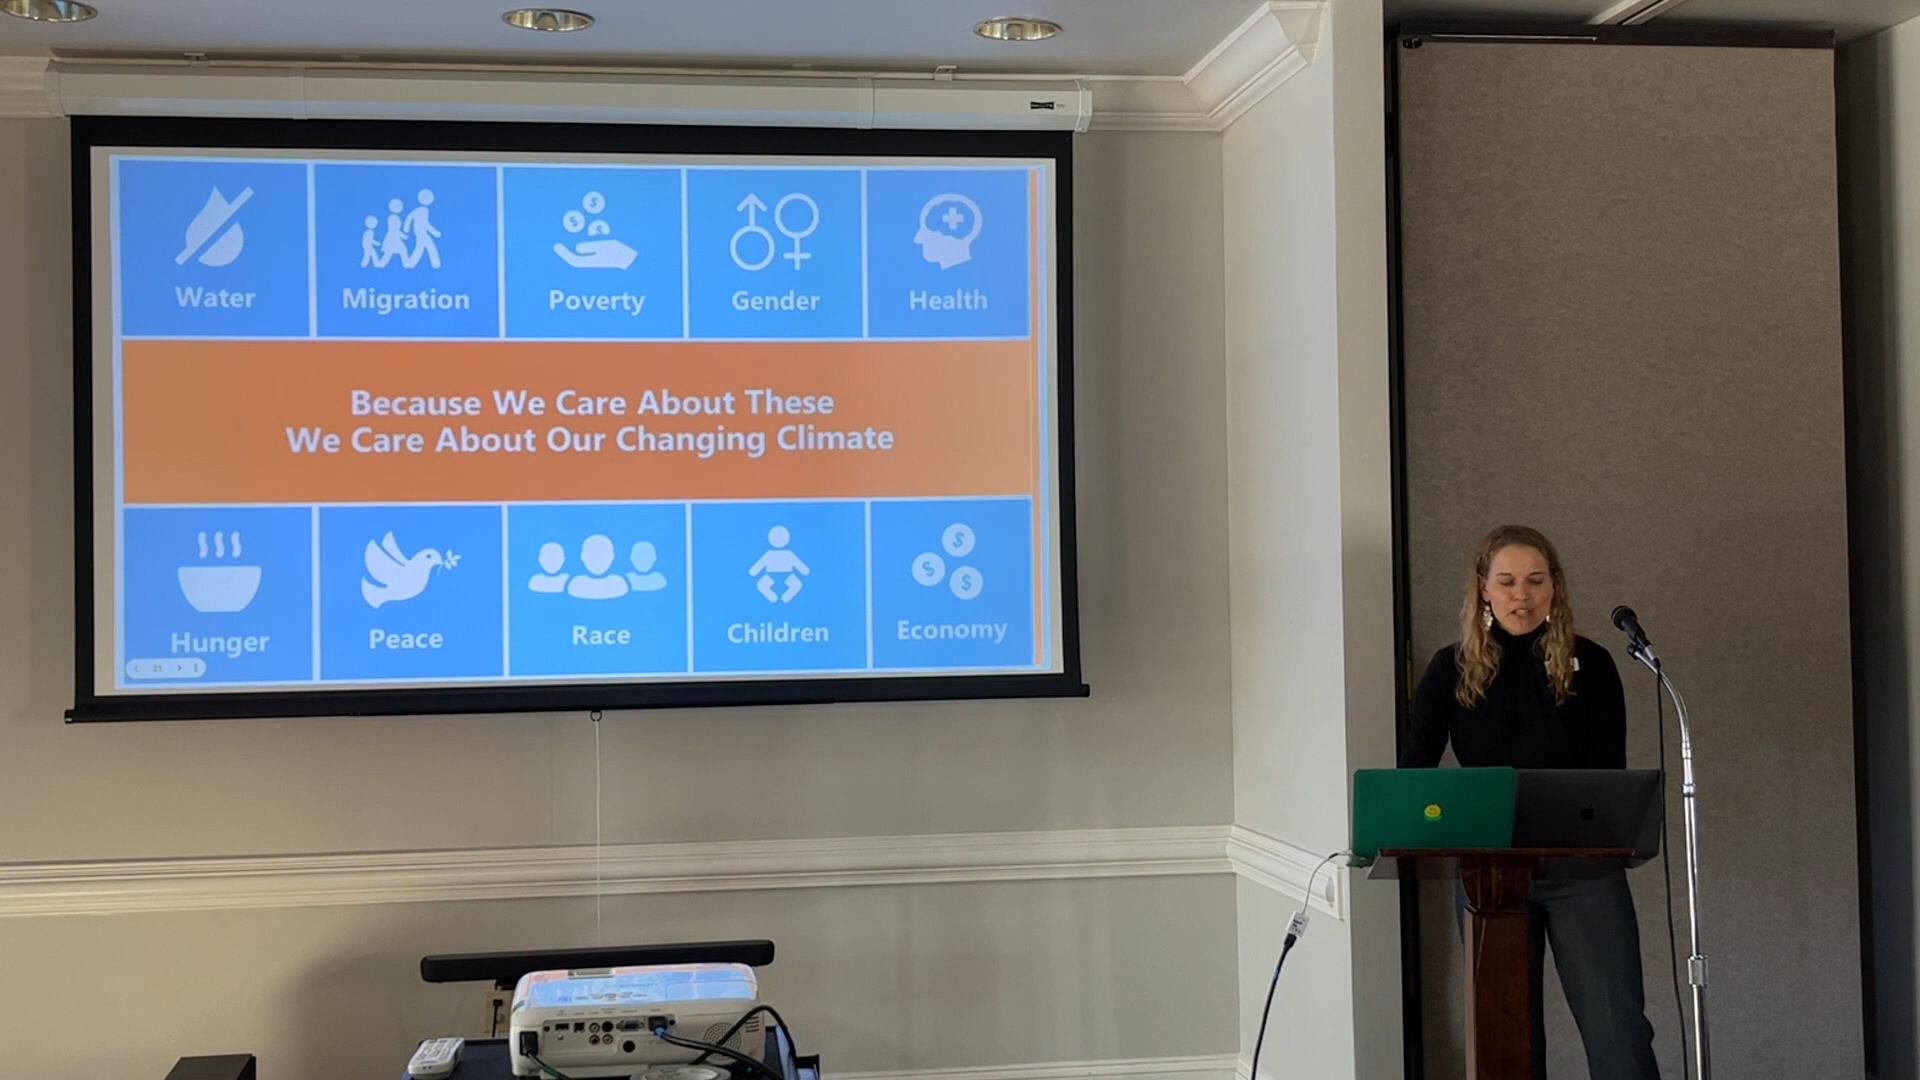 Water
Migration
Poverty
Gender
Health
Because We Care About These
We Care About Our Changing Climate
Hunger
Peace
Race
Children
Economy
21